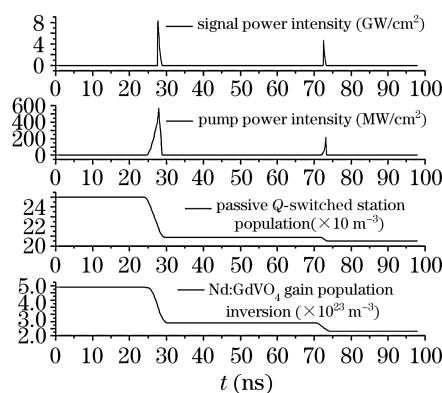 8
4
0
signal power intensity (GW/cm²)
0 10 20 30 40 50 60 70 80 90 100
600
400
200
0
pump power intensity (MW/cm²)
0 10 20 30 40 50 60 70 80 90 100
24
22
20
passive Q-switched station
population(×10 m⁻³)
0 10 20 30 40 50 60 70 80 90 100
5.0
4.0
3.0
2.0
Nd:GdVO₄ gain population
inversion (×10²³ m⁻³)
0 10 20 30 40 50 60 70 80 90 100
t (ns)